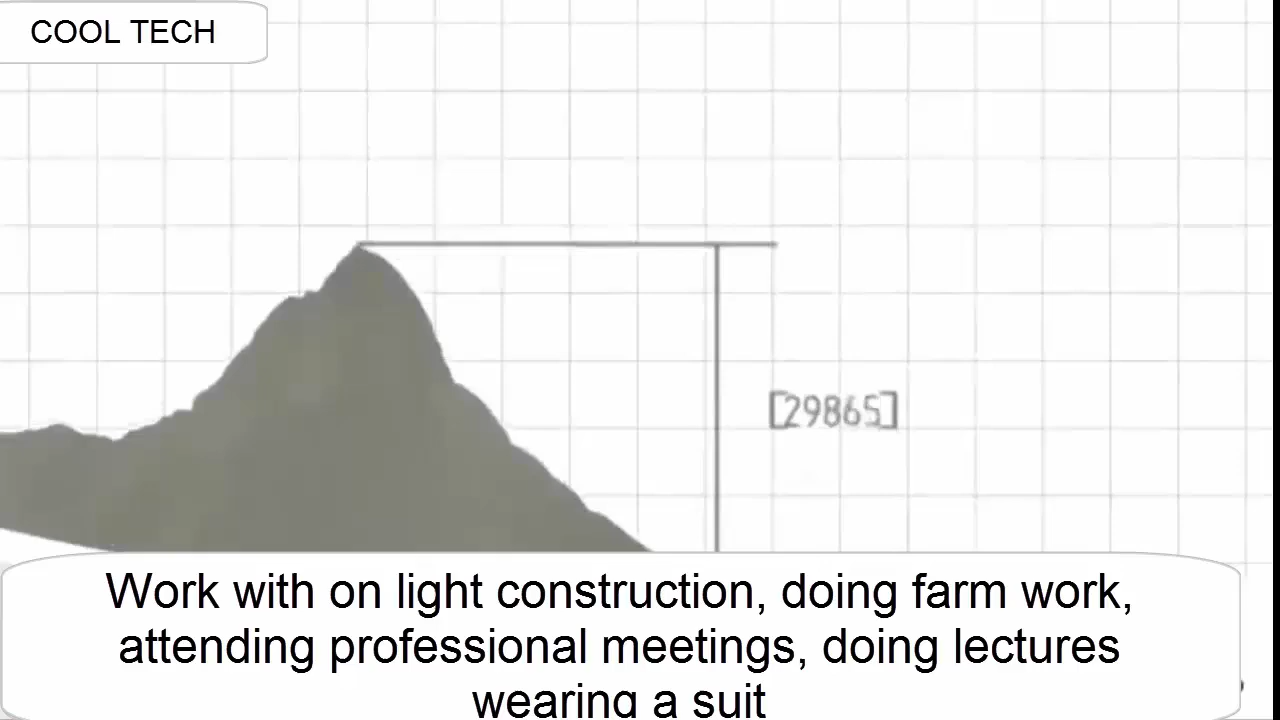 COOL TECH
[29865]
Work with on light construction, doing farm work,
attending professional meetings, doing lectures
wearing a suit